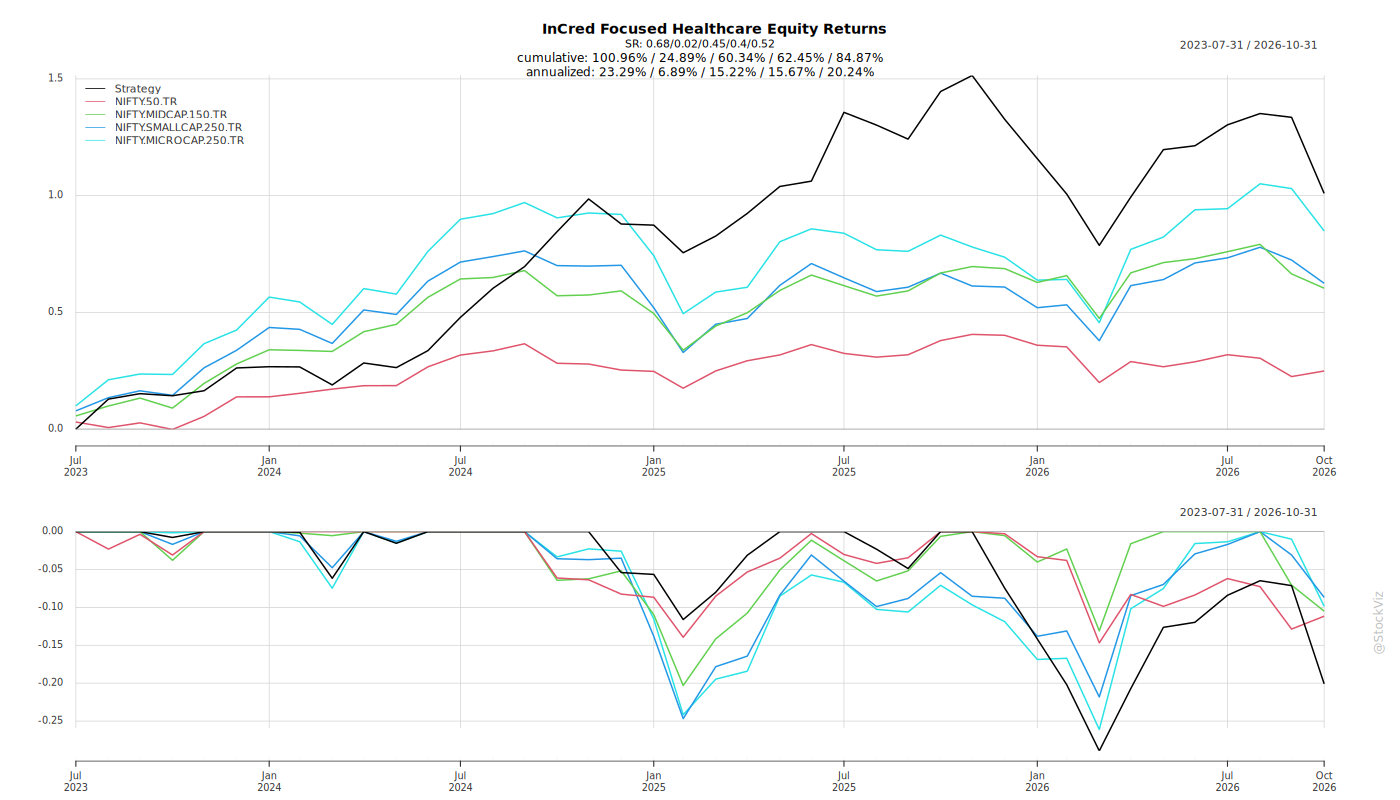 InCred Focused Healthcare Equity Returns
SR: 0.68/0.02/0.45/0.4/0.52
cumulative: 100.96% / 24.89% / 60.34% / 62.45% / 84.87%
annualized: 23.29% / 6.89% / 15.22% / 15.67% / 20.24%
2023-07-31 / 2026-10-31
Strategy
NIFTY.50.TR
NIFTY.MIDCAP.150.TR
NIFTY.SMALLCAP.250.TR
NIFTY.MICROCAP.250.TR
1.5
1.0
0.5
0.0
Jul Jan Jul Jan Jul Jan Jul Oct
2023 2024 2024 2025 2025 2026 2026 2026
2023-07-31 / 2026-10-31
0.00
-0.05
-0.10
-0.15
-0.20
-0.25
Jul Jan Jul Jan Jul Jan Jul Oct
2023 2024 2024 2025 2025 2026 2026 2026
@StockViz